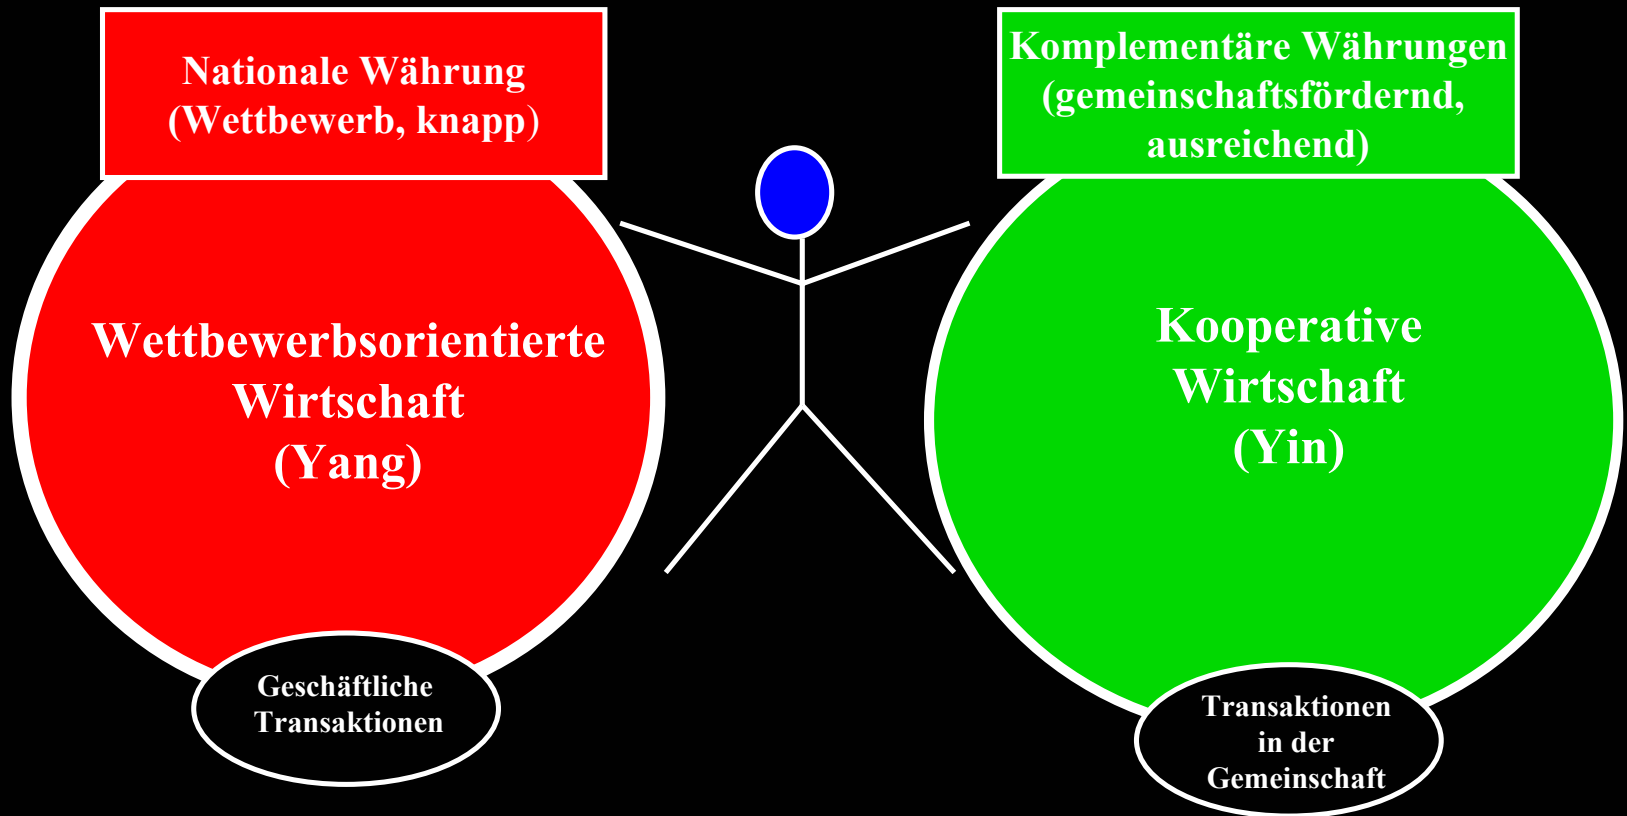 Nationale Währung
(Wettbewerb, knapp)
Komplementäre Währungen
(gemeinschaftsfördernd,
ausreichend)
Wettbewerbsorientierte
Wirtschaft
(Yang)
Kooperative
Wirtschaft
(Yin)
Geschäftliche
Transaktionen
Transaktionen
in der
Gemeinschaft